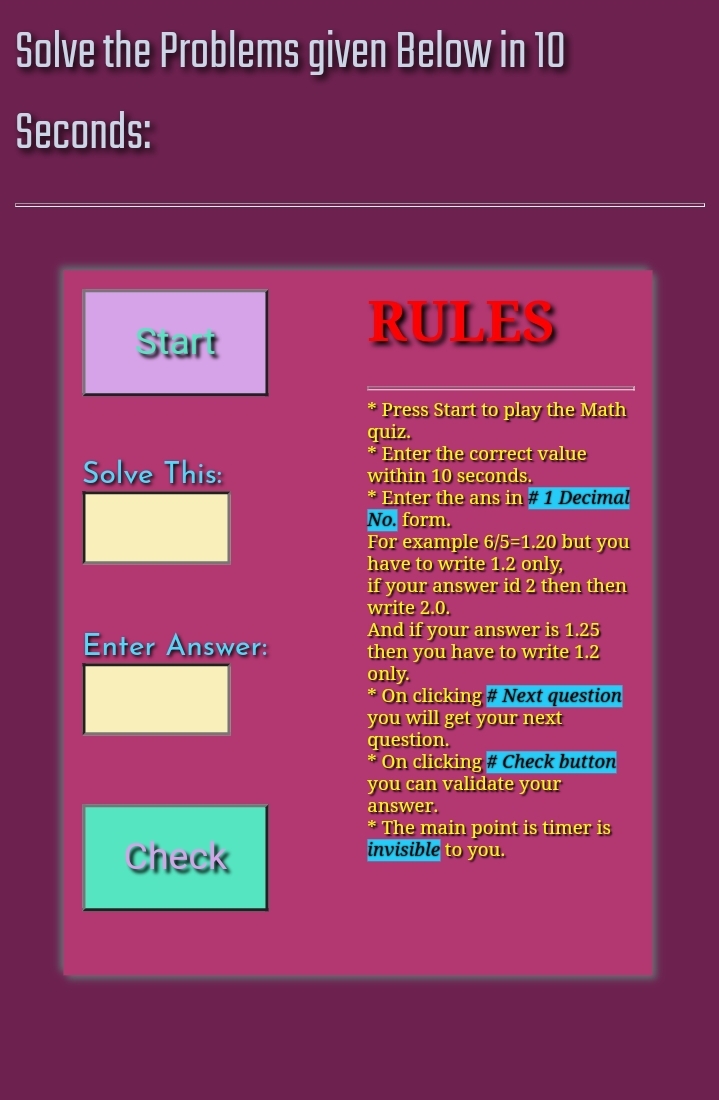 Solve the Problems given Below in 10
Seconds:
Start
Solve This:
Enter Answer:
Check
RULES
* Press Start to play the Math
quiz.
* Enter the correct value
within 10 seconds.
* Enter the ans in # 1 Decimal
No. form.
For example 6/5=1.20 but you
have to write 1.2 only,
if your answer id 2 then then
write 2.0.
And if your answer is 1.25
then you have to write 1.2
only.
* On clicking # Next question
you will get your next
question.
* On clicking # Check button
you can validate your
answer.
* The main point is timer is
invisible to you.